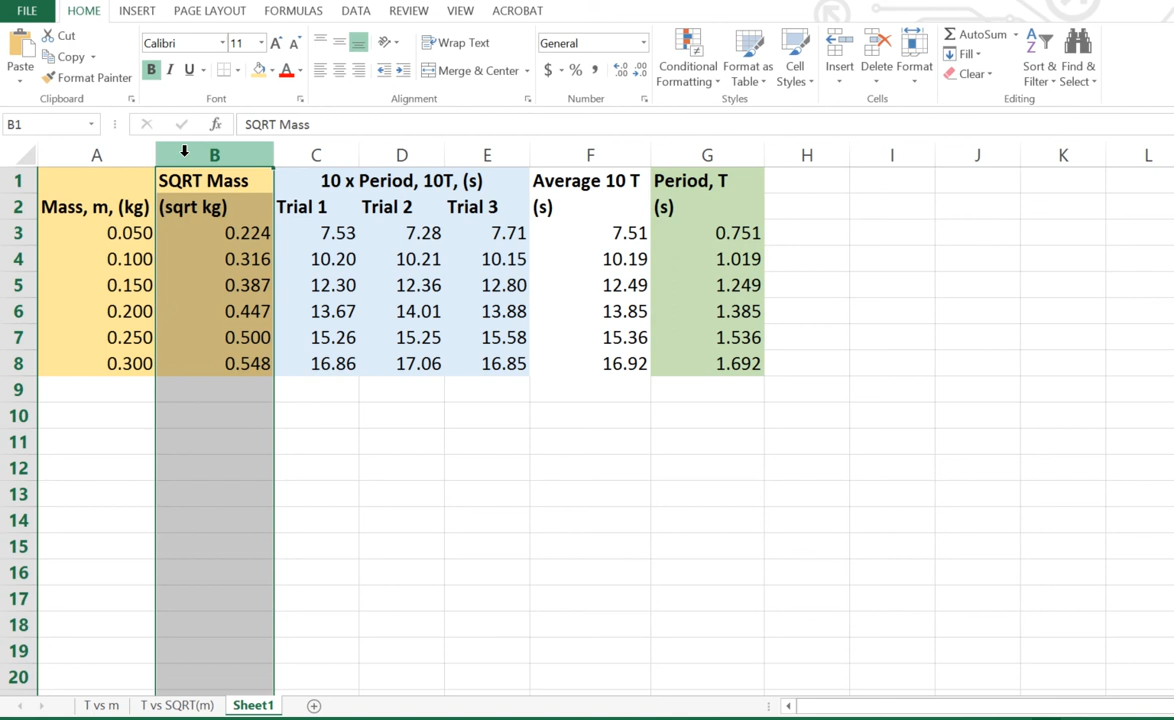 FILE HOME INSERT PAGE LAYOUT FORMULAS DATA REVIEW VIEW ACROBAT
Paste
Cut
Copy
Format Painter
Clipboard
Calibri 11 A A
B I U A
Font
Wrap Text
Merge & Center
Alignment
General
$ % , .00 .0
Number
Conditional Formatting
Format as Table
Cell Styles
Styles
Insert Delete Format
Cells
AutoSum
Fill
Clear
Sort & Filter
Find & Select
Editing
B1 fx SQRT Mass
A B C D E F G H I J K L
1 SQRT Mass 10 x Period, 10T, (s) Average 10 T Period, T
2 Mass, m, (kg) (sqrt kg) Trial 1 Trial 2 Trial 3 (s) (s)
3 0.050 0.224 7.53 7.28 7.71 7.51 0.751
4 0.100 0.316 10.20 10.21 10.15 10.19 1.019
5 0.150 0.387 12.30 12.36 12.80 12.49 1.249
6 0.200 0.447 13.67 14.01 13.88 13.85 1.385
7 0.250 0.500 15.26 15.25 15.58 15.36 1.536
8 0.300 0.548 16.86 17.06 16.85 16.92 1.692
9
10
11
12
13
14
15
16
17
18
19
20
T vs m T vs SQRT(m) Sheet1